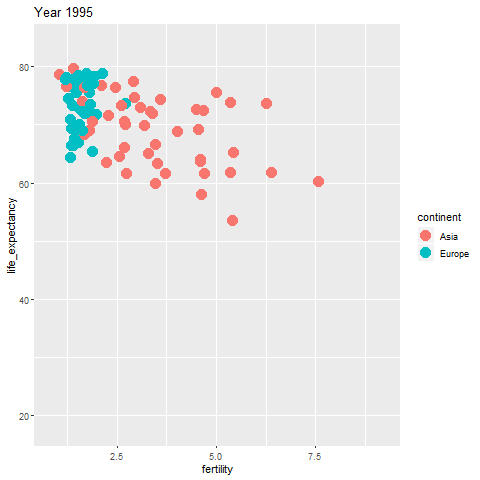 Year 1995
80
60
40
20
life_expectancy
2.5
5.0
7.5
fertility
continent
Asia
Europe